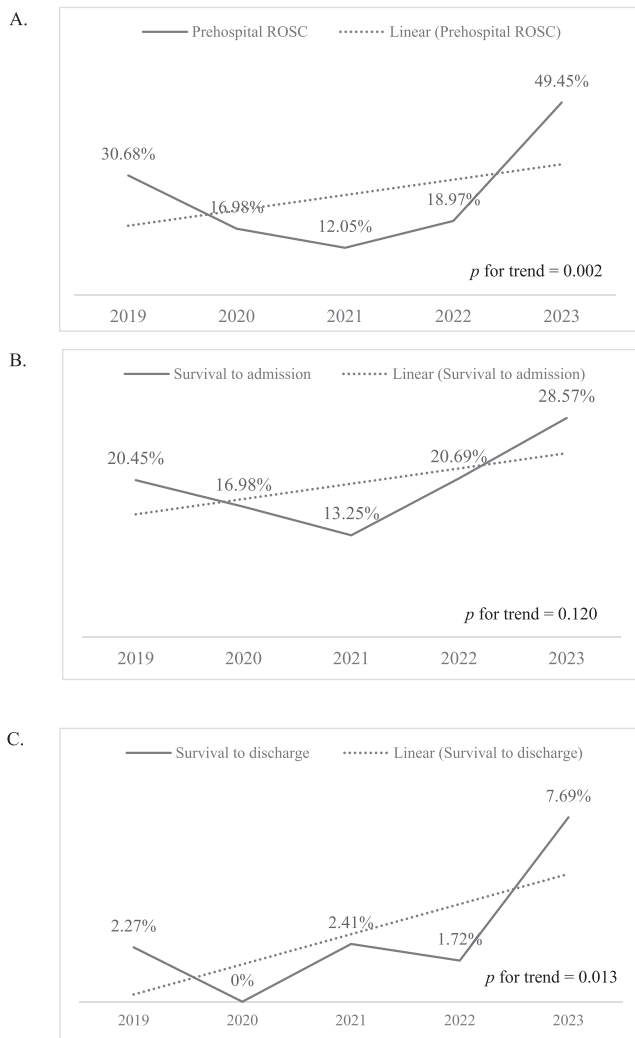 A.
Prehospital ROSC Linear (Prehospital ROSC)
49.45%
30.68%
16.98%
18.97%
12.05%
p for trend = 0.002
2019 2020 2021 2022 2023
B.
Survival to admission Linear (Survival to admission)
28.57%
20.45%
20.69%
16.98%
13.25%
p for trend = 0.120
2019 2020 2021 2022 2023
C.
Survival to discharge Linear (Survival to discharge)
7.69%
2.27%
2.41%
1.72%
0%
p for trend = 0.013
2019 2020 2021 2022 2023